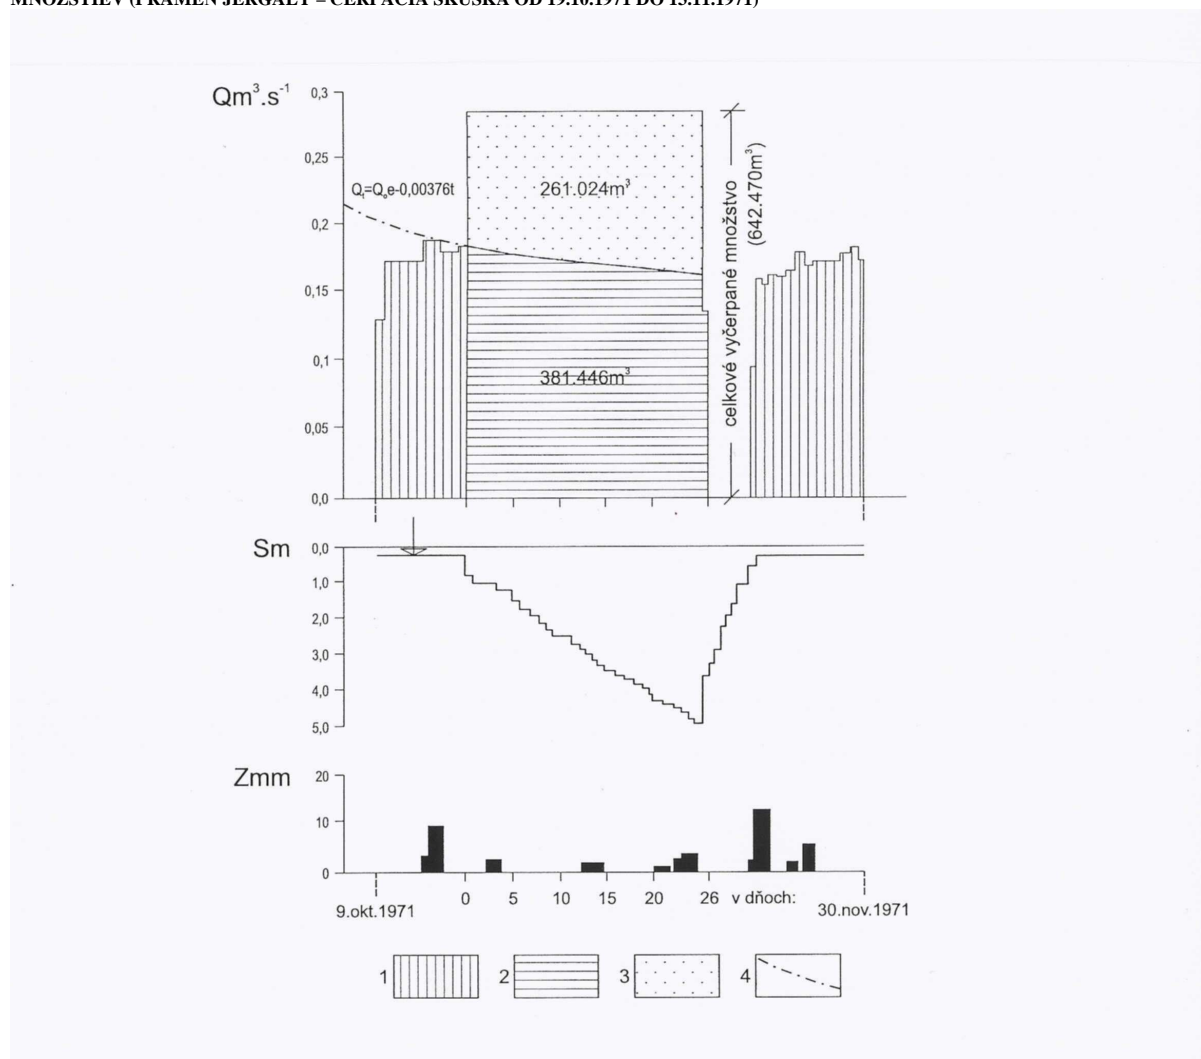 MNOŽSTIEV (PRAMEŇ JERGALY – ČERPACIA SKÚŠKA OD 19.10.1971 DO 13.11.1971)
Qm³.s⁻¹
0,3
0,25
0,2
0,15
0,1
0,05
0,0
Qₜ=Qₒe-0,00376t
261.024m³
381.446m³
celkové vyčerpané množstvo
(642.470m³)
Sm
0,0
1,0
2,0
3,0
4,0
5,0
Zmm
20
10
0
0 5 10 15 20 26 v dňoch:
9.okt.1971 30.nov.1971
1 2 3 4